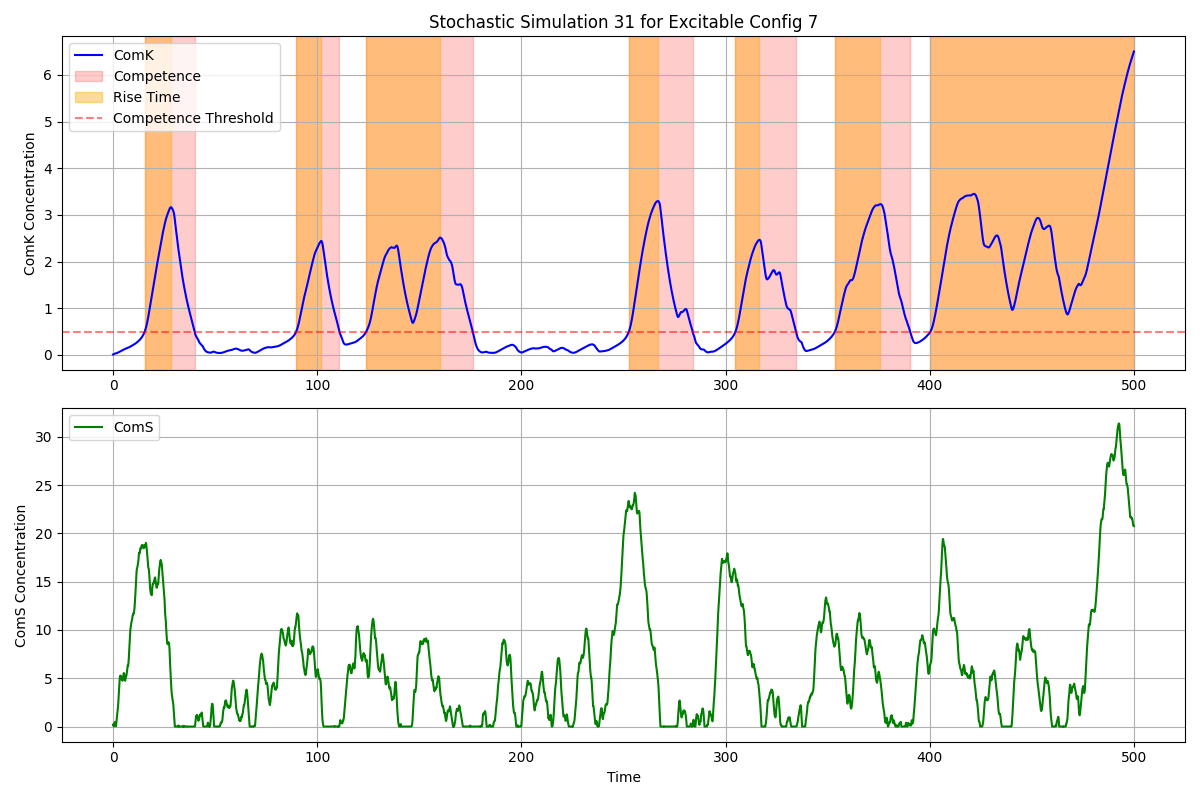 Stochastic Simulation 31 for Excitable Config 7
ComK
Competence
Rise Time
Competence Threshold
ComK Concentration
6
5
4
3
2
1
0
0 100 200 300 400 500
ComS
ComS Concentration
30
25
20
15
10
5
0
0 100 200 300 400 500
Time